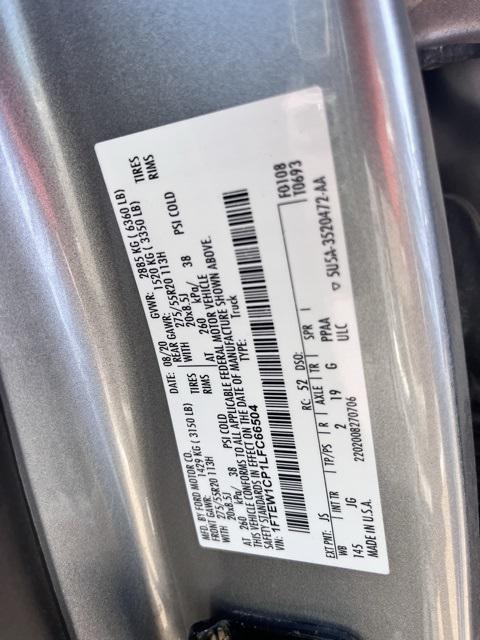 MFD. BY FORD MOTOR CO. DATE: 08/20 GVWR: 2885 KG ( 6360 LB)
FRONT GAWR: 1429 KG ( 3150 LB) REAR GAWR: 1520 KG ( 3350 LB)
WITH 275/55R20 113H TIRES WITH 275/55R20 113H TIRES
20x8.5J RIMS 20x8.5J RIMS
AT 260 kPa/ 38 PSI COLD AT 260 kPa/ 38 PSI COLD
THIS VEHICLE CONFORMS TO ALL APPLICABLE FEDERAL MOTOR VEHICLE
SAFETY STANDARDS IN EFFECT ON THE DATE OF MANUFACTURE SHOWN ABOVE.
VIN: 1FTEW1CP1LFC66504 TYPE: Truck
F0108
T0693
EXT PNT: JS RC: 52 DSO:
WB | INT TR | TP/PS | R | AXLE | TR | SPR |
145 JG 2 19 G PPAA
MADE IN U.S.A. 2202008270706 ULC ▽ 5U5A-3520472-AA